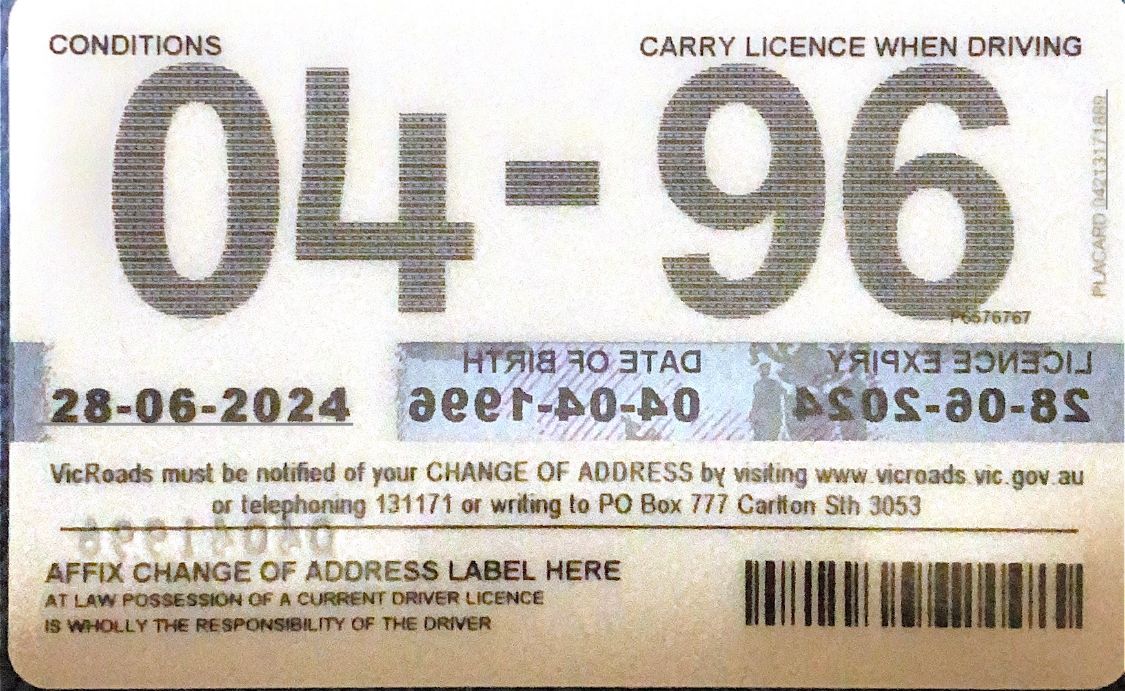 CONDITIONS CARRY LICENCE WHEN DRIVING
04-96
PLACARD 04213171689
P6576767
LICENCE EXPIRY DATE OF BIRTH
28-06-2024 04-04-1996
28-06-2024
VicRoads must be notified of your CHANGE OF ADDRESS by visiting www.vicroads.vic.gov.au
or telephoning 131171 or writing to PO Box 777 Carlton Sth 3053
04041996
AFFIX CHANGE OF ADDRESS LABEL HERE
AT LAW POSSESSION OF A CURRENT DRIVER LICENCE
IS WHOLLY THE RESPONSIBILITY OF THE DRIVER